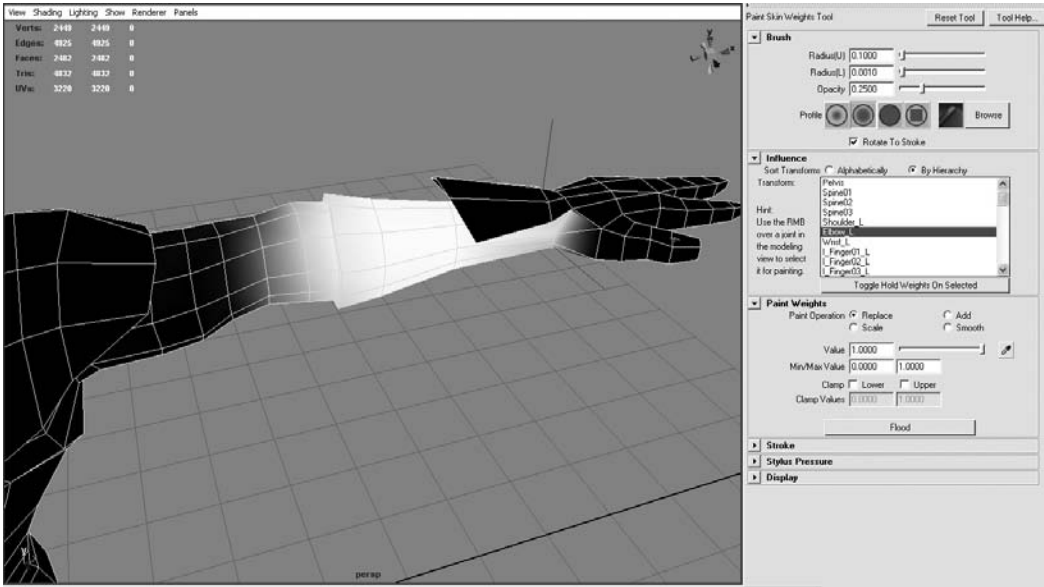 View Shading Lighting Show Renderer Panels
Verts: 2449 2449 0
Edges: 4925 4925 0
Faces: 2482 2482 0
Tris: 4832 4832 0
UVs: 3220 3220 0
persp
Paint Skin Weights Tool Reset Tool Tool Help...
Brush
Radius(U) 0.1000
Radius(L) 0.0010
Opacity 0.2500
Profile Browse
Rotate To Stroke
Influence
Sort Transforms Alphabetically By Hierarchy
Transform:
Pelvis
Spine01
Spine02
Spine03
Shoulder_L
Elbow_L
Wrist_L
I_Finger01_L
I_Finger02_L
I_Finger03_L
Hint:
Use the RMB
over a joint in
the modeling
view to select
it for painting.
Toggle Hold Weights On Selected
Paint Weights
Paint Operation Replace Add
Scale Smooth
Value 1.0000
Min/Max Value 0.0000 1.0000
Clamp Lower Upper
Clamp Values 0.0000 1.0000
Flood
Stroke
Stylus Pressure
Display